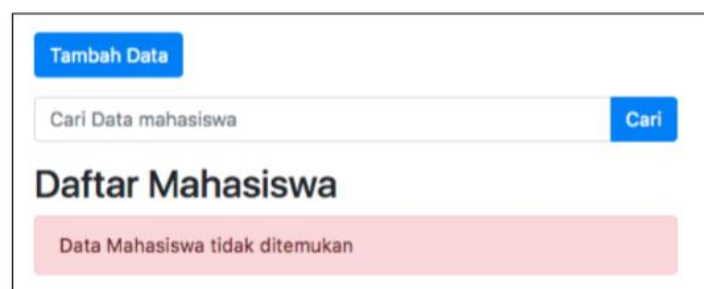 Tambah Data
Cari Data mahasiswa Cari
Daftar Mahasiswa
Data Mahasiswa tidak ditemukan